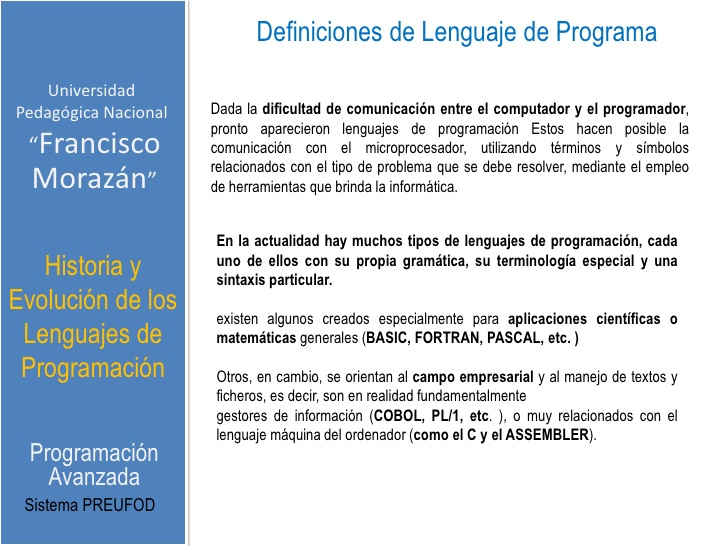 Definiciones de Lenguaje de Programa
Universidad
Pedagógica Nacional
“Francisco
Morazán”
Historia y
Evolución de los
Lenguajes de
Programación
Programación
Avanzada
Sistema PREUFOD
Dada la dificultad de comunicación entre el computador y el programador,
pronto aparecieron lenguajes de programación Estos hacen posible la
comunicación con el microprocesador, utilizando términos y símbolos
relacionados con el tipo de problema que se debe resolver, mediante el empleo
de herramientas que brinda la informática.
En la actualidad hay muchos tipos de lenguajes de programación, cada
uno de ellos con su propia gramática, su terminología especial y una
sintaxis particular.
existen algunos creados especialmente para aplicaciones científicas o
matemáticas generales (BASIC, FORTRAN, PASCAL, etc. )
Otros, en cambio, se orientan al campo empresarial y al manejo de textos y
ficheros, es decir, son en realidad fundamentalmente
gestores de información (COBOL, PL/1, etc. ), o muy relacionados con el
lenguaje máquina del ordenador (como el C y el ASSEMBLER).